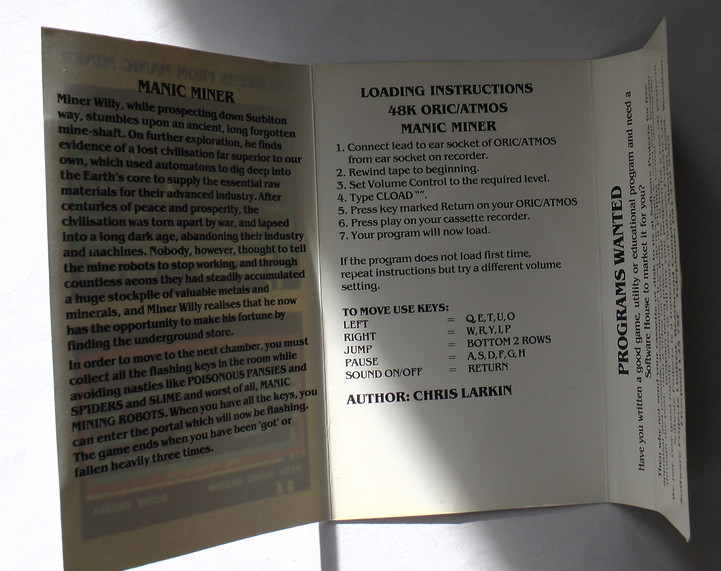 MANIC MINER
Miner Willy, while prospecting down Surbiton
way, stumbles upon an ancient, long forgotten
mine-shaft. On further exploration, he finds
evidence of a lost civilisation far superior to our
own, which used automatons to dig deep into
the Earth's core to supply the essential raw
materials for their advanced industry. After
centuries of peace and prosperity, the
civilisation was torn apart by war, and lapsed
into a long dark age, abandoning their industry
and machines. Nobody, however, thought to tell
the mine robots to stop working, and through
countless aeons they had steadily accumulated
a huge stockpile of valuable metals and
minerals, and Miner Willy realises that he now
has the opportunity to make his fortune by
finding the underground store.
In order to move to the next chamber, you must
collect all the flashing keys in the room while
avoiding nasties like POISONOUS PANSIES and
SPIDERS and SLIME and worst of all, MANIC
MINING ROBOTS. When you have all the keys, you
can enter the portal which will now be flashing.
The game ends when you have been 'got' or
fallen heavily three times.
LOADING INSTRUCTIONS
48K ORIC/ATMOS
MANIC MINER
1. Connect lead to ear socket of ORIC/ATMOS
from ear socket on recorder.
2. Rewind tape to beginning.
3. Set Volume Control to the required level.
4. Type CLOAD "".
5. Press key marked Return on your ORIC/ATMOS
6. Press play on your cassette recorder.
7. Your program will now load.
If the program does not load first time,
repeat instructions but try a different volume
setting.
TO MOVE USE KEYS:
LEFT = Q, E, T, U, O
RIGHT = W, R, Y, I, P
JUMP = BOTTOM 2 ROWS
PAUSE = A, S, D, F, G, H
SOUND ON/OFF = RETURN
AUTHOR: CHRIS LARKIN
PROGRAMS WANTED
Have you written a good game, utility or educational program and need a
Software House to market it for you?